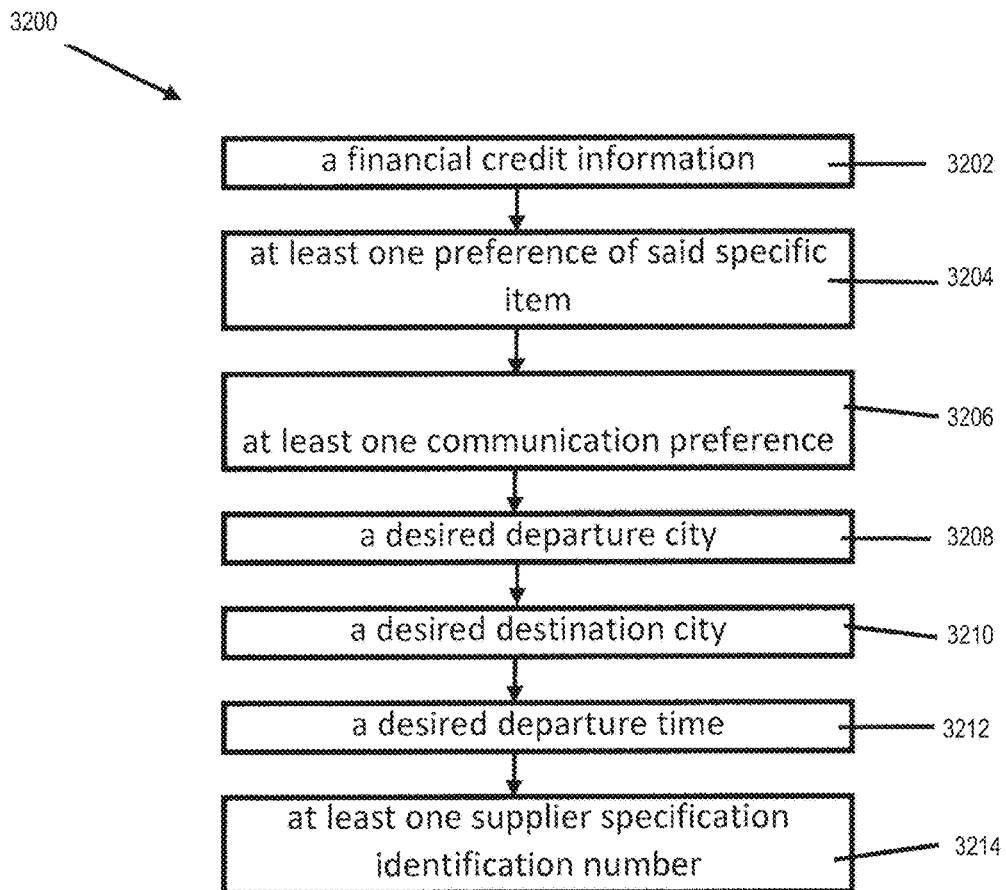 3200
a financial credit information
3202
at least one preference of said specific
item
3204
at least one communication preference
3206
a desired departure city
3208
a desired destination city
3210
a desired departure time
3212
at least one supplier specification
identification number
3214